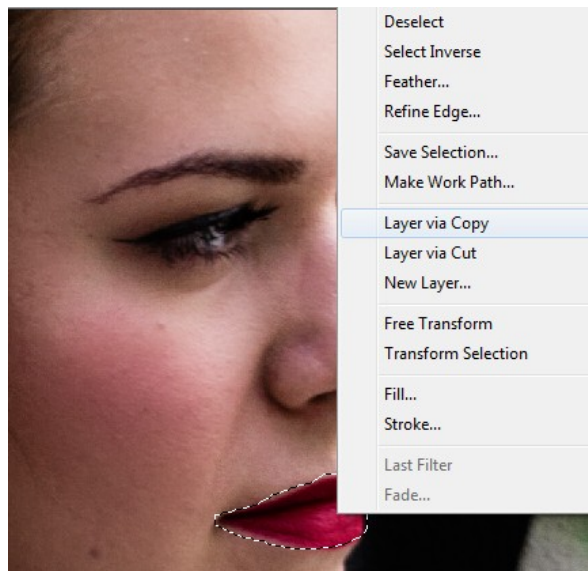 Deselect
Select Inverse
Feather...
Refine Edge...
Save Selection...
Make Work Path...
Layer via Copy
Layer via Cut
New Layer...
Free Transform
Transform Selection
Fill...
Stroke...
Last Filter
Fade...